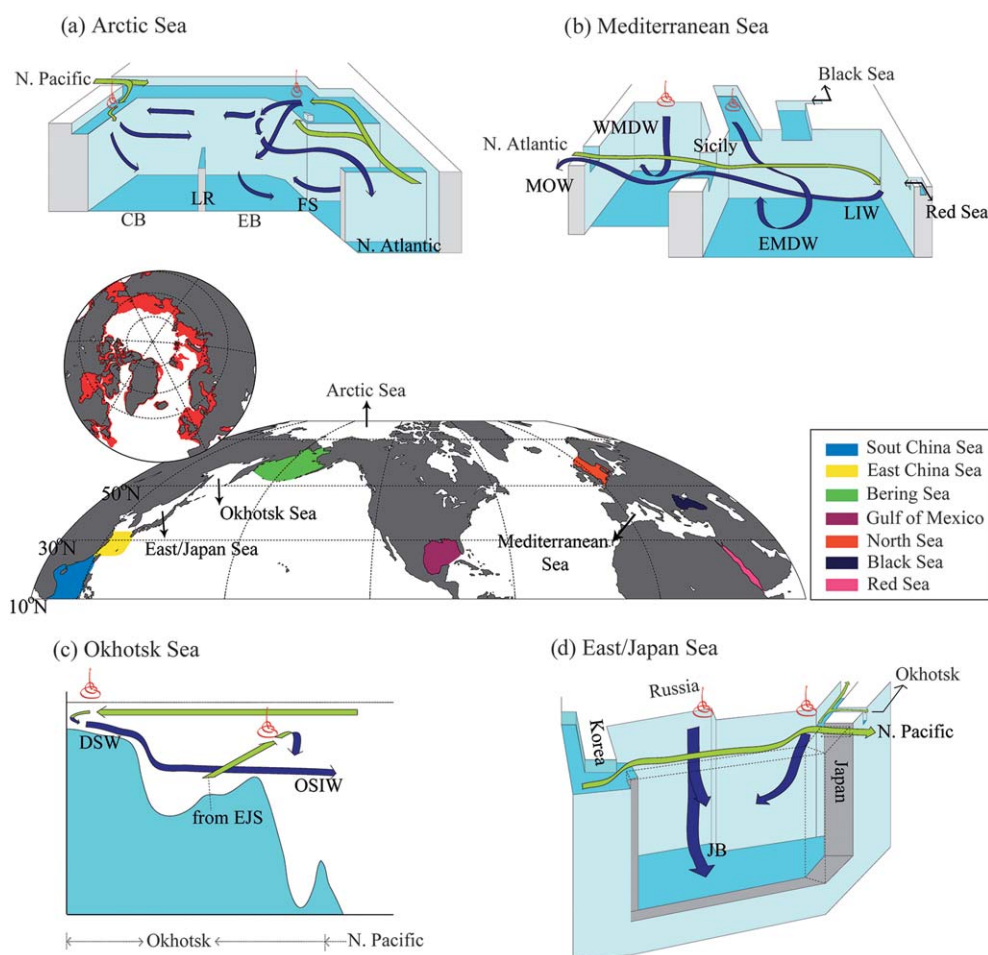 (a) Arctic Sea
N. Pacific
CB
LR
EB
FS
N. Atlantic
(b) Mediterranean Sea
Black Sea
WMDW
Sicily
N. Atlantic
MOW
LIW
Red Sea
EMDW
Arctic Sea
50°N
Okhotsk Sea
30°N
East/Japan Sea
Mediterranean
Sea
10°N
Sout China Sea
East China Sea
Bering Sea
Gulf of Mexico
North Sea
Black Sea
Red Sea
(c) Okhotsk Sea
DSW
OSIW
from EJS
Okhotsk
N. Pacific
(d) East/Japan Sea
Okhotsk
Russia
Korea
N. Pacific
Japan
JB